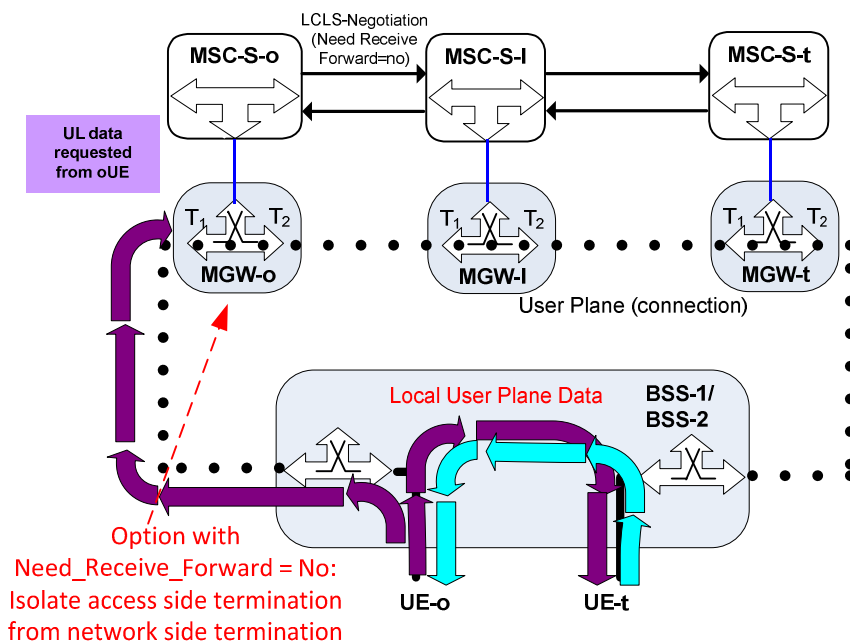 LCLS-Negotiation
(Need Receive
Forward=no)
MSC-S-o
MSC-S-I
MSC-S-t
UL data
requested
from oUE
T1
T2
MGW-o
T1
T2
MGW-I
T1
T2
MGW-t
User Plane (connection)
Local User Plane Data
BSS-1/
BSS-2
Option with
Need_Receive_Forward = No:
Isolate access side termination
from network side termination
UE-o
UE-t